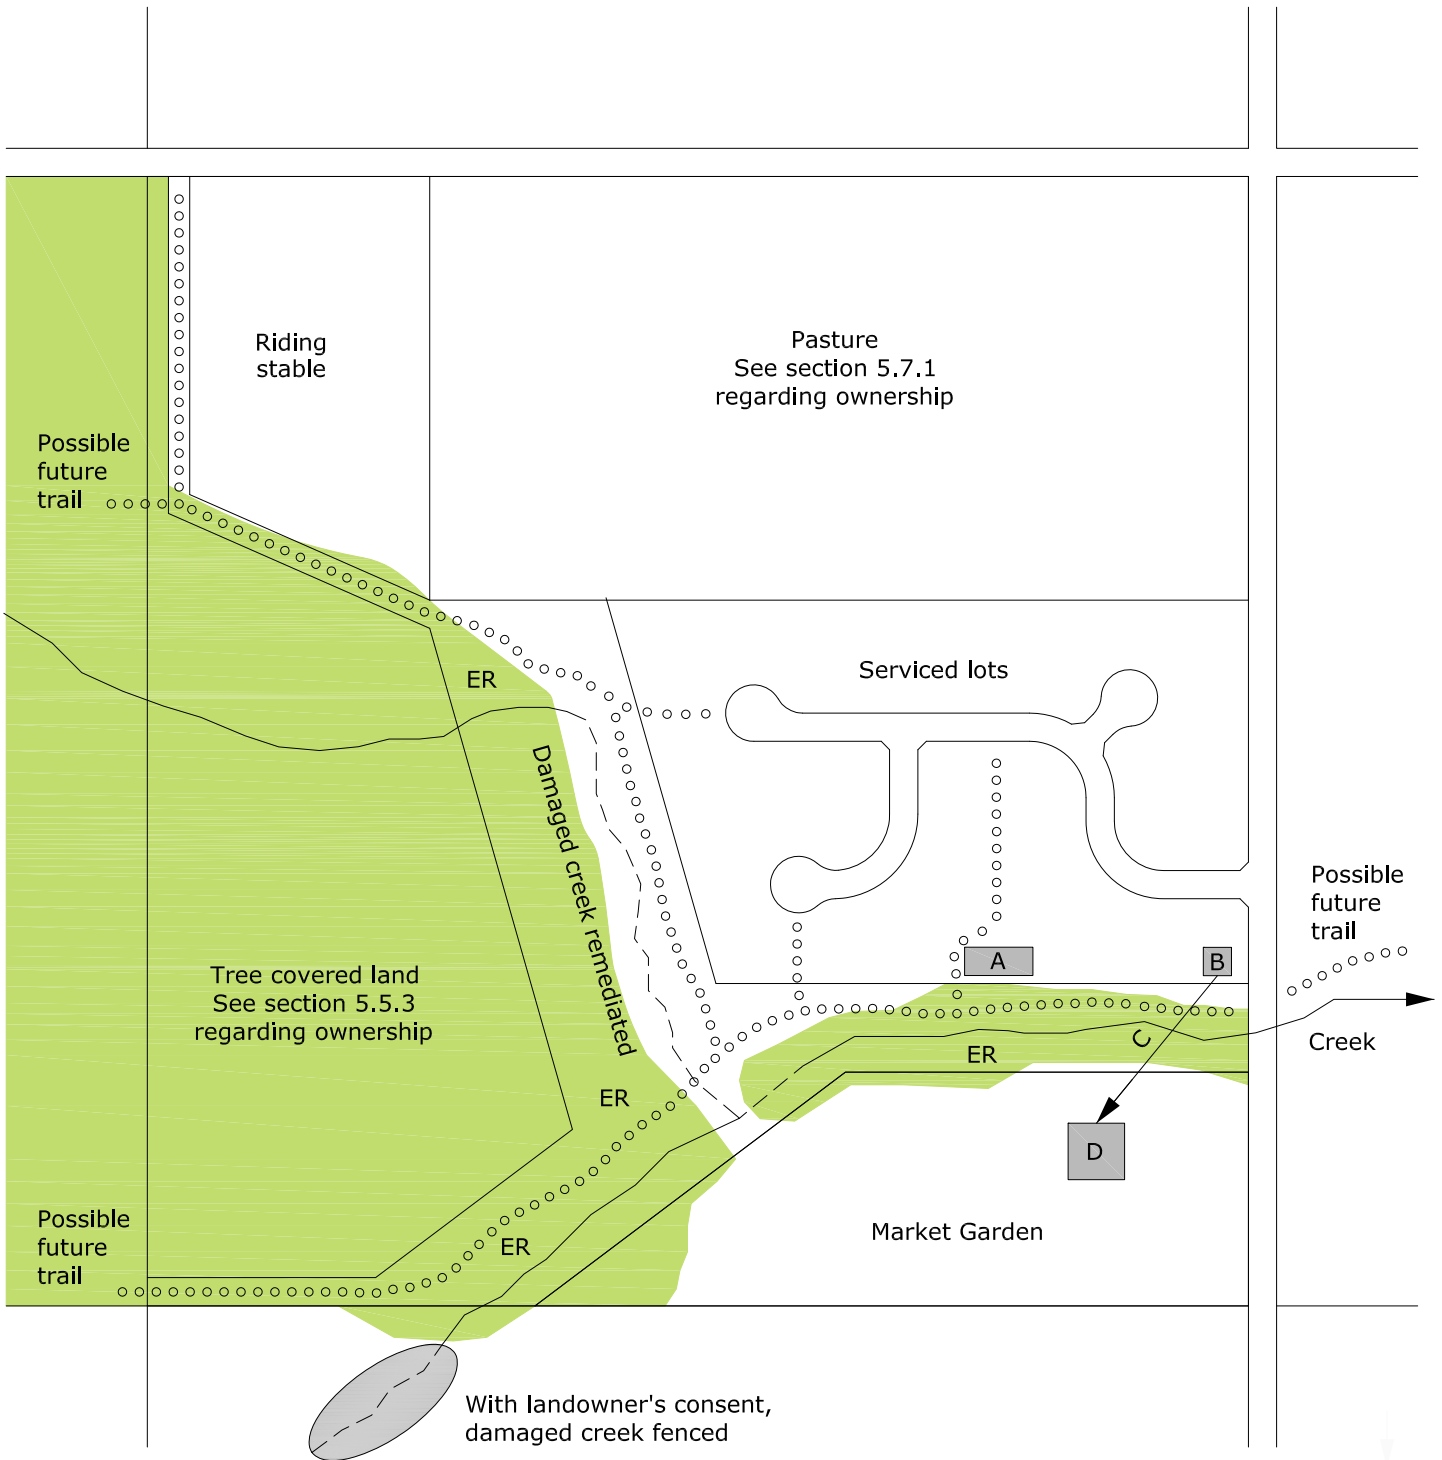 Riding
stable
Pasture
See section 5.7.1
regarding ownership
Possible
future
trail
ER
Serviced lots
Damaged creek remediated
Possible
future
trail
A
B
Tree covered land
See section 5.5.3
regarding ownership
C
Creek
ER
ER
D
Possible
future
trail
ER
Market Garden
With landowner's consent,
damaged creek fenced